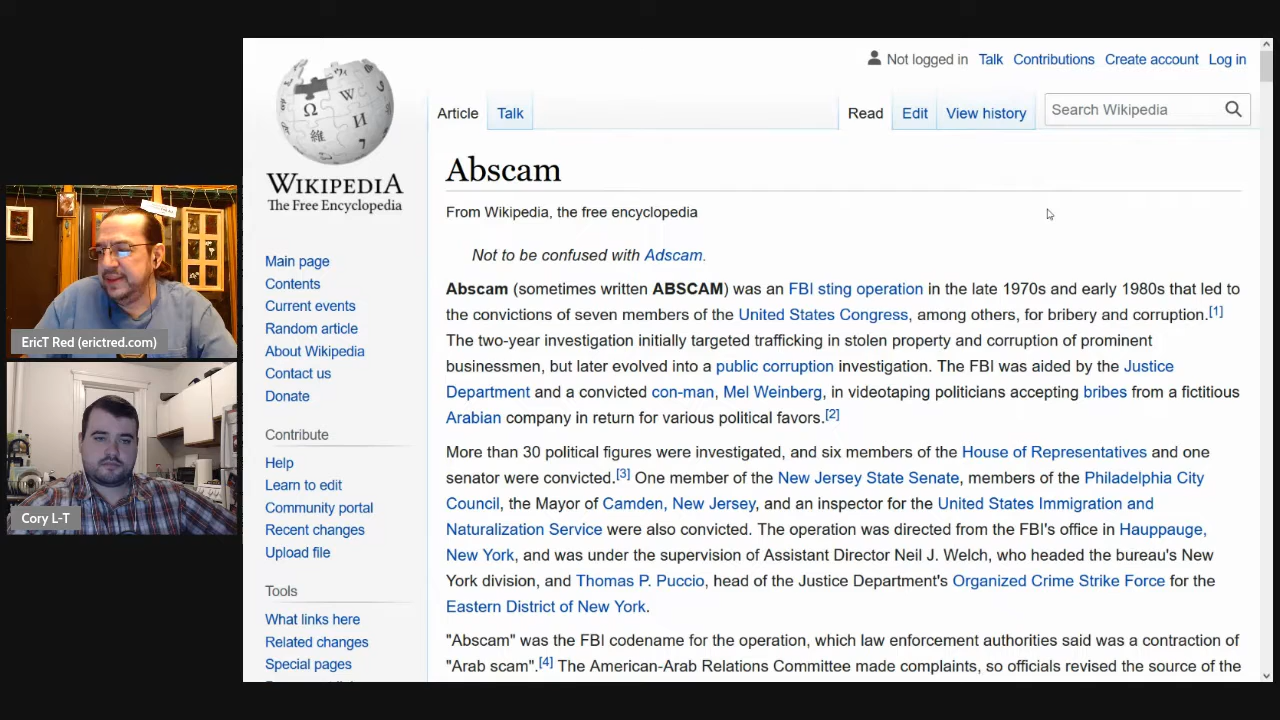 Not logged in Talk Contributions Create account Log in
Article Talk Read Edit View history Search Wikipedia
WIKIPEDIA
The Free Encyclopedia
Main page
Contents
Current events
Random article
About Wikipedia
Contact us
Donate
Contribute
Help
Learn to edit
Community portal
Recent changes
Upload file
Tools
What links here
Related changes
Special pages
Abscam
From Wikipedia, the free encyclopedia
Not to be confused with Adscam.
Abscam (sometimes written ABSCAM) was an FBI sting operation in the late 1970s and early 1980s that led to
the convictions of seven members of the United States Congress, among others, for bribery and corruption.[1]
The two-year investigation initially targeted trafficking in stolen property and corruption of prominent
businessmen, but later evolved into a public corruption investigation. The FBI was aided by the Justice
Department and a convicted con-man, Mel Weinberg, in videotaping politicians accepting bribes from a fictitious
Arabian company in return for various political favors.[2]
More than 30 political figures were investigated, and six members of the House of Representatives and one
senator were convicted.[3] One member of the New Jersey State Senate, members of the Philadelphia City
Council, the Mayor of Camden, New Jersey, and an inspector for the United States Immigration and
Naturalization Service were also convicted. The operation was directed from the FBI's office in Hauppauge,
New York, and was under the supervision of Assistant Director Neil J. Welch, who headed the bureau's New
York division, and Thomas P. Puccio, head of the Justice Department's Organized Crime Strike Force for the
Eastern District of New York.
"Abscam" was the FBI codename for the operation, which law enforcement authorities said was a contraction of
"Arab scam".[4] The American-Arab Relations Committee made complaints, so officials revised the source of the
EricT Red (erictred.com)
Cory L-T